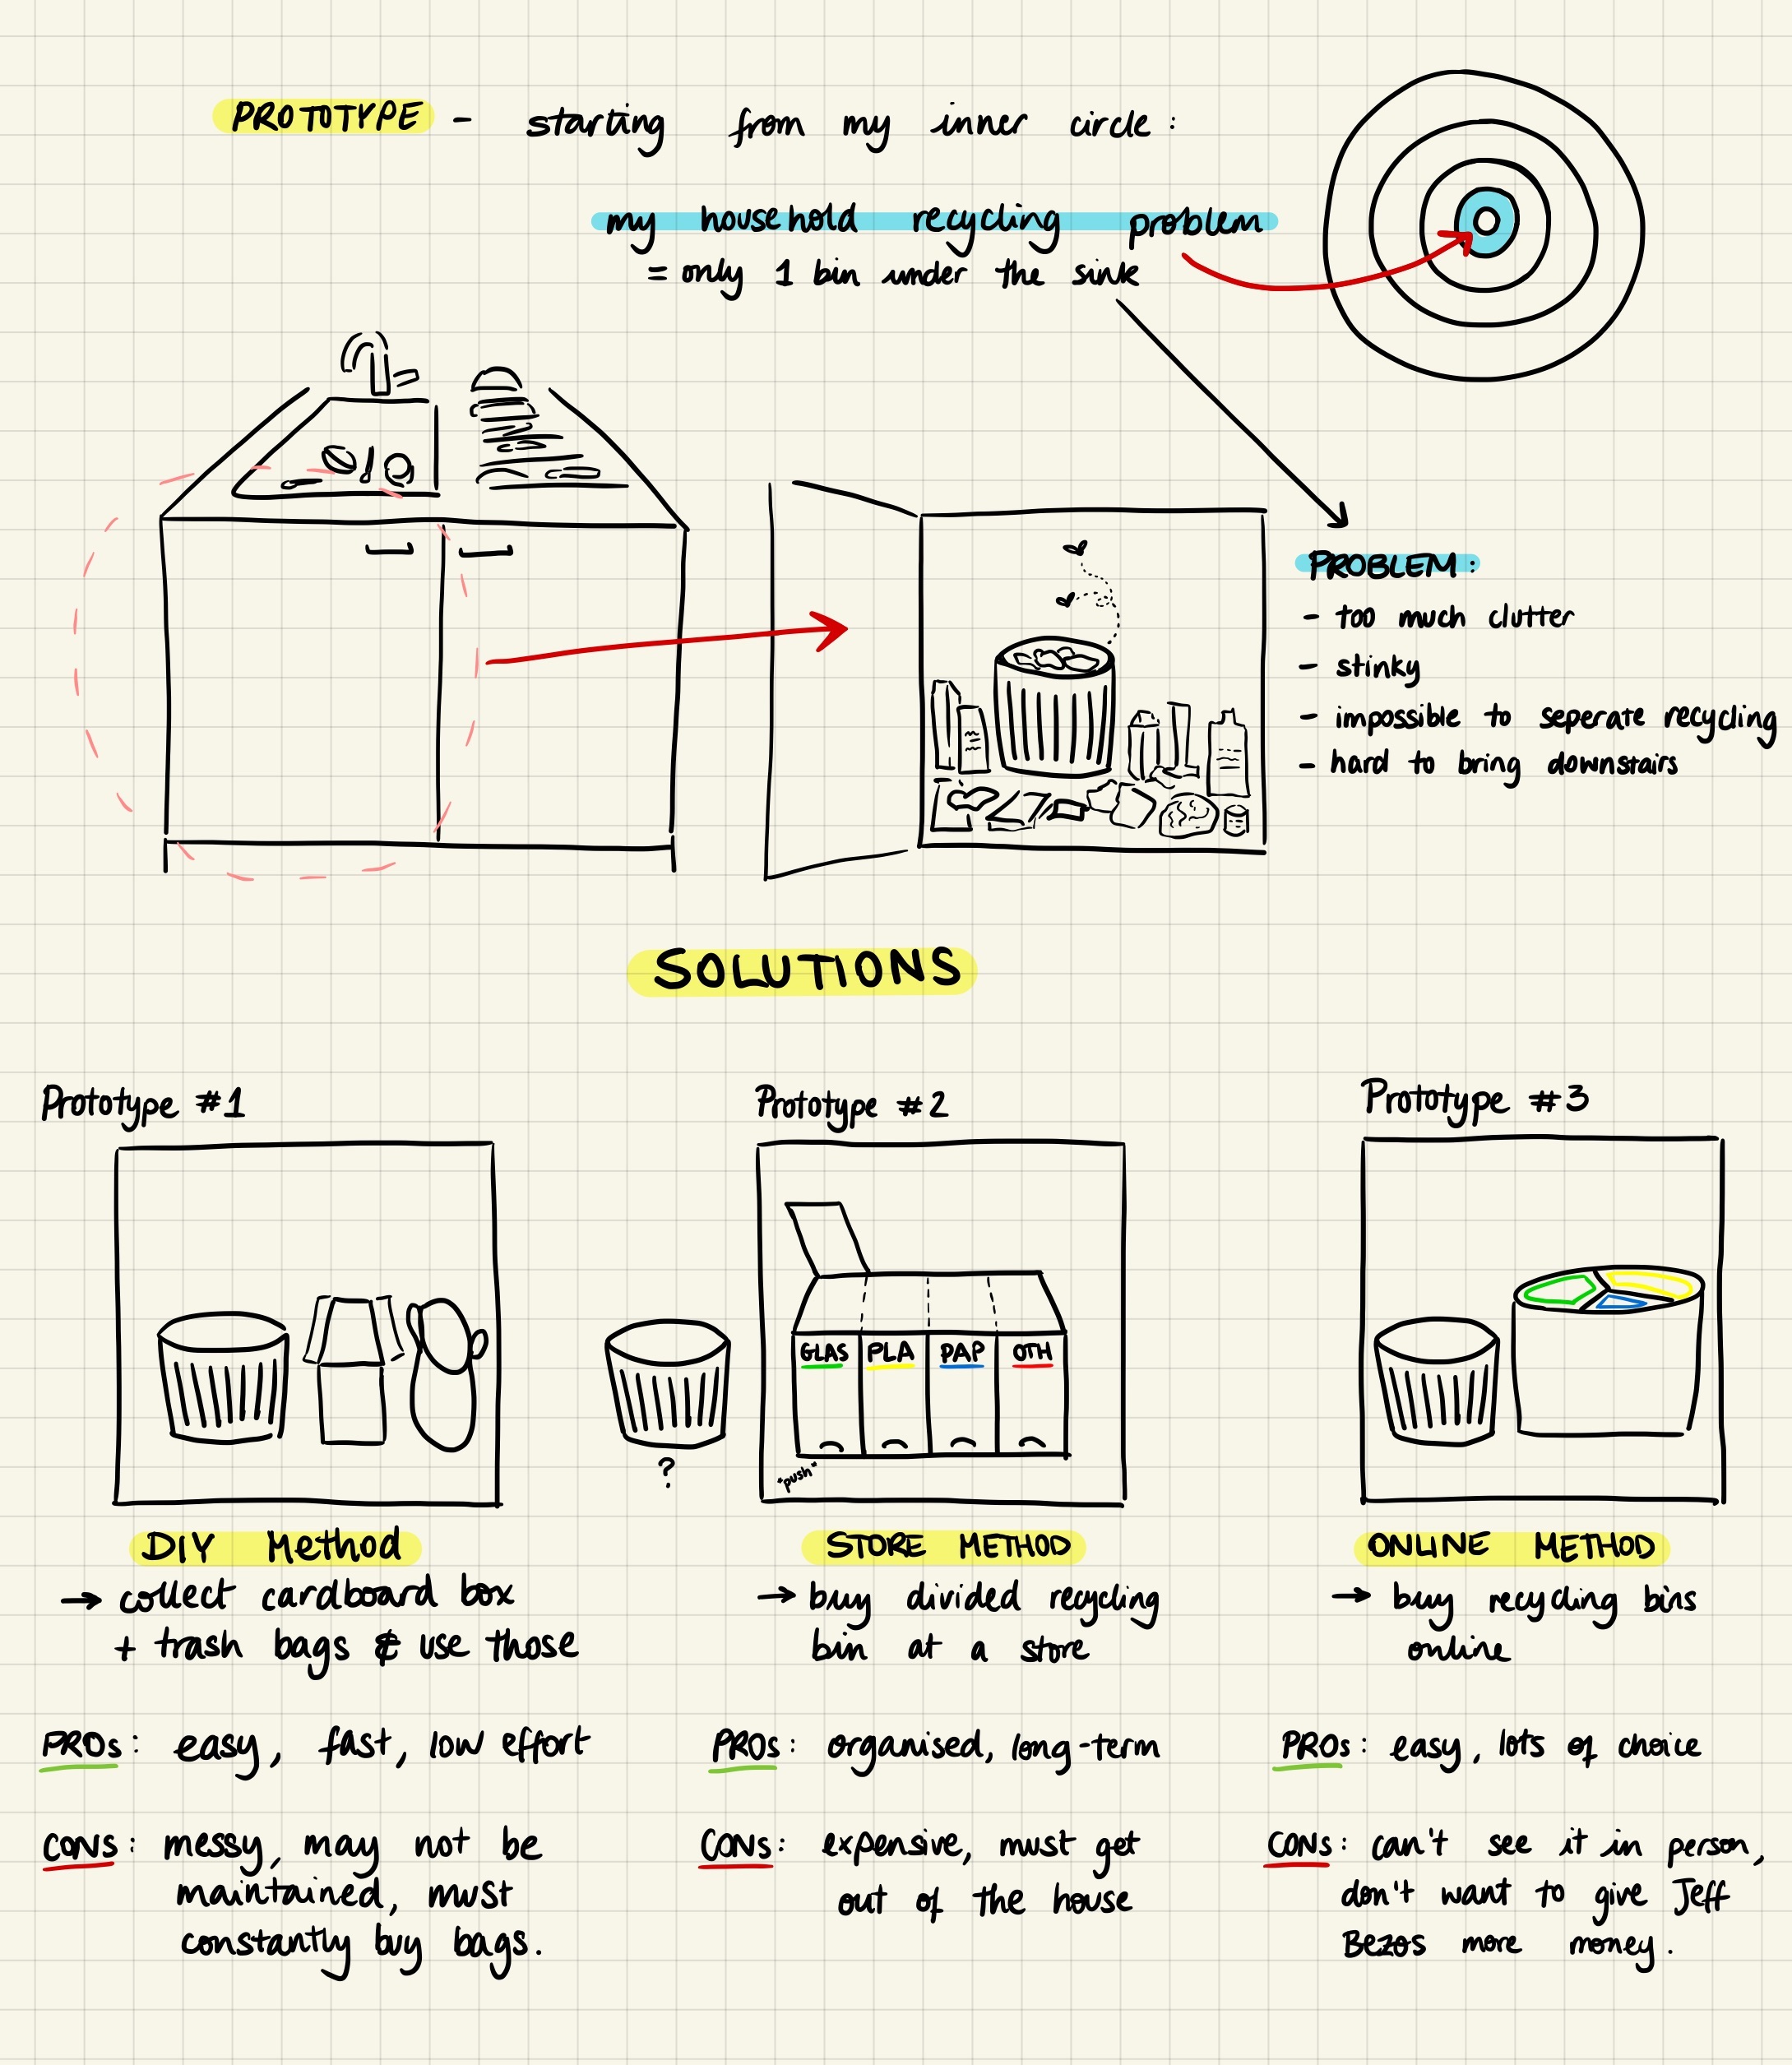 PROTOTYPE - starting from my inner circle :
my household recycling problem
= only 1 bin under the sink
PROBLEM :
- too much clutter
- stinky
- impossible to seperate recycling
- hard to bring downstairs
SOLUTIONS
Prototype #1
DIY Method
→ collect cardboard box
+ trash bags & use those
PROs : easy, fast, low effort
CONs : messy, may not be
maintained, must
constantly buy bags.
Prototype #2
GLAS PLA PAP OTH
?
"push"
STORE METHOD
→ buy divided recycling
bin at a store
PROs : organised, long-term
CONs : expensive, must get
out of the house
Prototype #3
ONLINE METHOD
→ buy recycling bins
online
PROs : easy, lots of choice
CONs : can't see it in person,
don't want to give Jeff
Bezos more money.